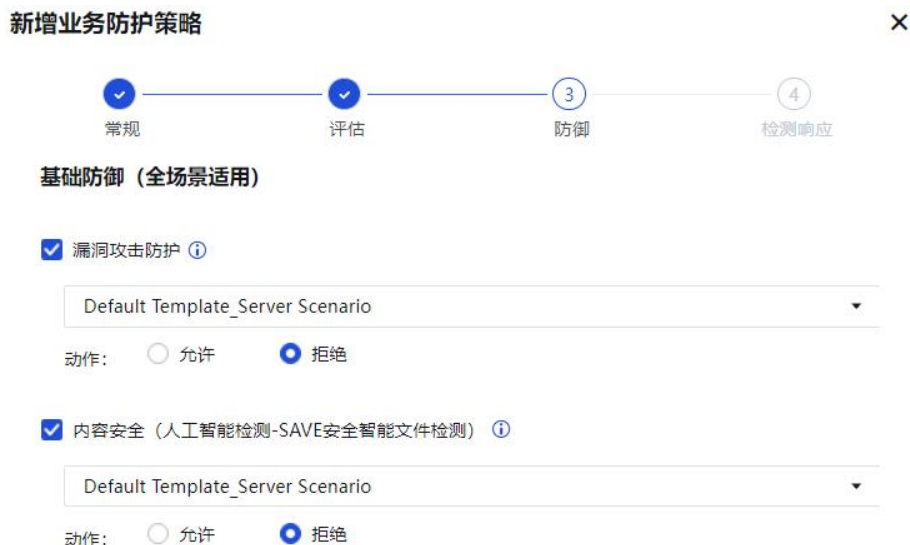 新增业务防护策略
3 4
常规 评估 防御 检测响应
基础防御（全场景适用）
漏洞攻击防护
Default Template_Server Scenario
动作： 允许 拒绝
内容安全（人工智能检测-SAVE安全智能文件检测）
Default Template_Server Scenario
动作： 允许 拒绝